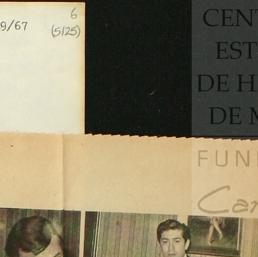 6
9/67 (5125)
CENT
EST
DE H
DE M
FUN
Car